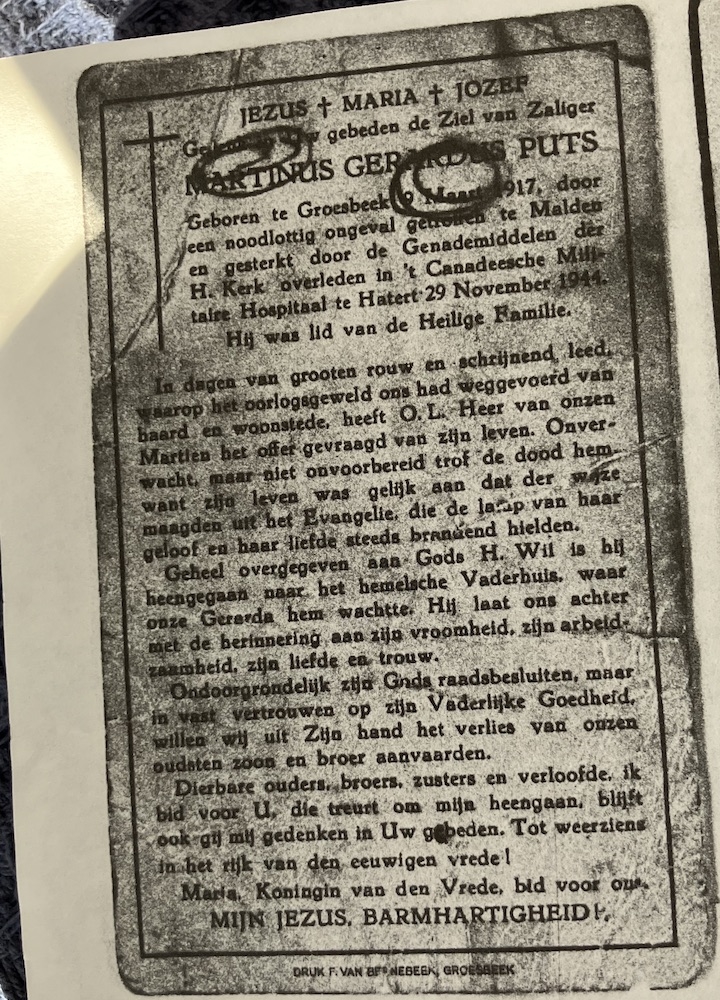 JEZUS † MARIA † JOZEF
gebeden de Ziel van Zaliger
MARTINUS GERARDUS PUTS
Geboren te Groesbeek 9 Maart 1917, door
een noodlottig ongeval getroffen te Malden
en gesterkt door de Genademiddelen der
H. Kerk overleden in 't Canadeesche Mili-
taire Hospitaal te Hatert 29 November 1944.
Hij was lid van de Heilige Familie.
In dagen van grooten rouw en schrijnend leed,
waarop het oorlogsgeweld ons had weggevoerd van
haard en woonstede, heeft O. L. Heer van onzen
Martien het offer gevraagd van zijn leven. Onver-
wacht, maar niet onvoorbereid trof de dood hem,
want zijn leven was gelijk aan dat der wijze
maagden uit het Evangelie, die de lamp van haar
geloof en haar liefde steeds brandend hielden.
Geheel overgegeven aan Gods H. Wil is hij
heengegaan naar het hemelsche Vaderhuis, waar
onze Gerarda hem wachtte. Hij laat ons achter
met de herinnering aan zijn vroomheid, zijn arbeid-
zaamheid, zijn liefde en trouw.
Ondoorgrondelijk zijn Gods raadsbesluiten, maar
in vast vertrouwen op zijn Vaderlijke Goedheid,
willen wij uit Zijn hand het verlies van onzen
oudsten zoon en broer aanvaarden.
Dierbare ouders, broers, zusters en verloofde, ik
bid voor U, die treurt om mijn heengaan, blijft
ook gij mij gedenken in Uw gebeden. Tot weerziens
in het rijk van den eeuwigen vrede!
Maria, Koningin van den Vrede, bid voor ons.
MIJN JEZUS, BARMHARTIGHEID!
DRUK F. VAN BENNEBEEK, GROESBEEK